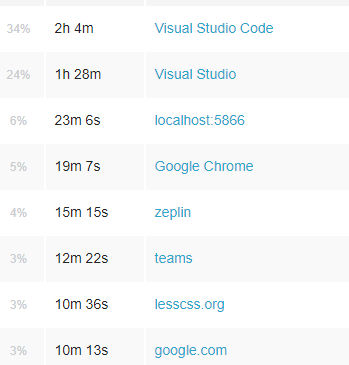 34% 2h 4m Visual Studio Code
24% 1h 28m Visual Studio
6% 23m 6s localhost:5866
5% 19m 7s Google Chrome
4% 15m 15s zeplin
3% 12m 22s teams
3% 10m 36s lesscss.org
3% 10m 13s google.com